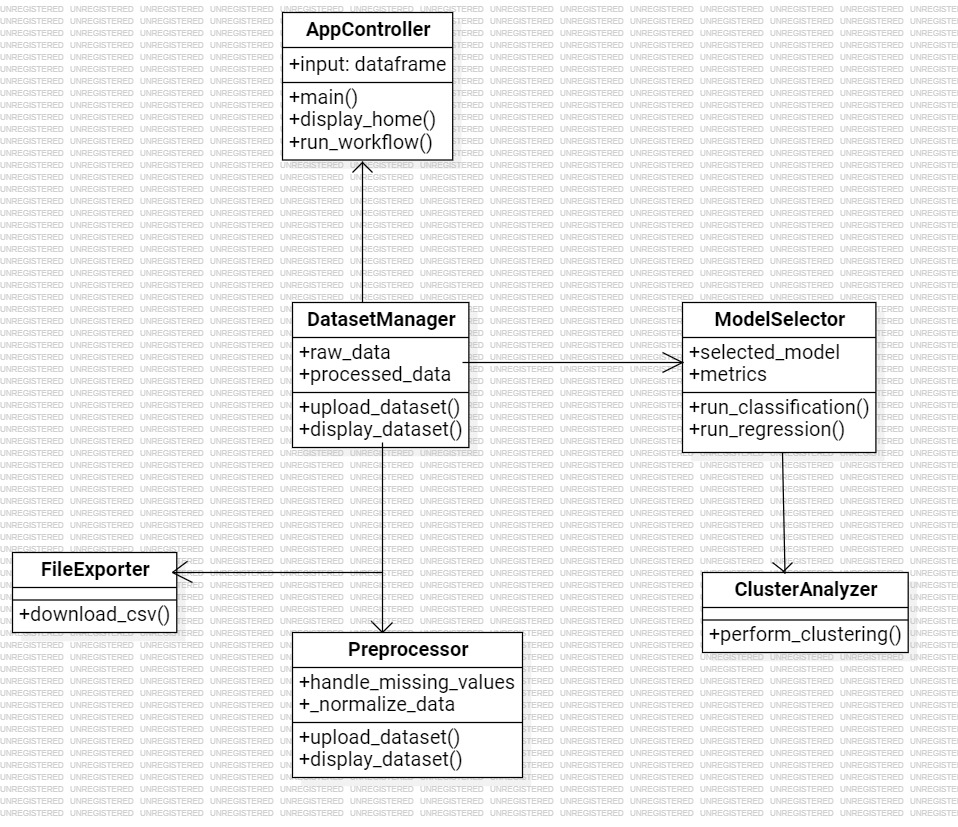 AppController
+input: dataframe
+main()
+display_home()
+run_workflow()
DatasetManager
+raw_data
+processed_data
+upload_dataset()
+display_dataset()
ModelSelector
+selected_model
+metrics
+run_classification()
+run_regression()
FileExporter
+download_csv()
ClusterAnalyzer
+perform_clustering()
Preprocessor
+handle_missing_values
+_normalize_data
+upload_dataset()
+display_dataset()
UNREGISTERED